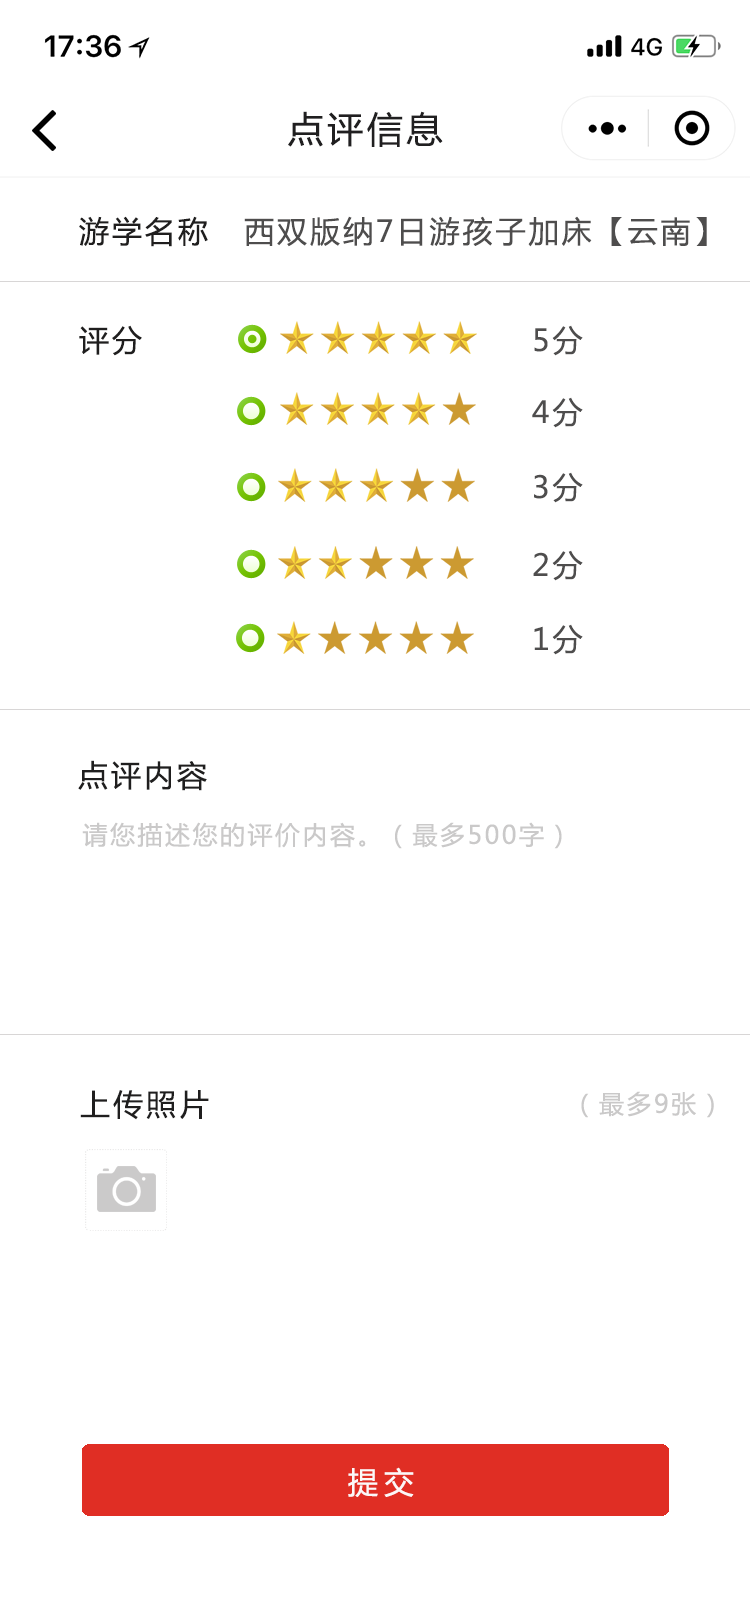 17:36 4G
点评信息
游学名称 西双版纳7日游孩子加床【云南】
评分 5分
4分
3分
2分
1分
点评内容
请您描述您的评价内容。（最多500字）
上传照片 （最多9张）
提交